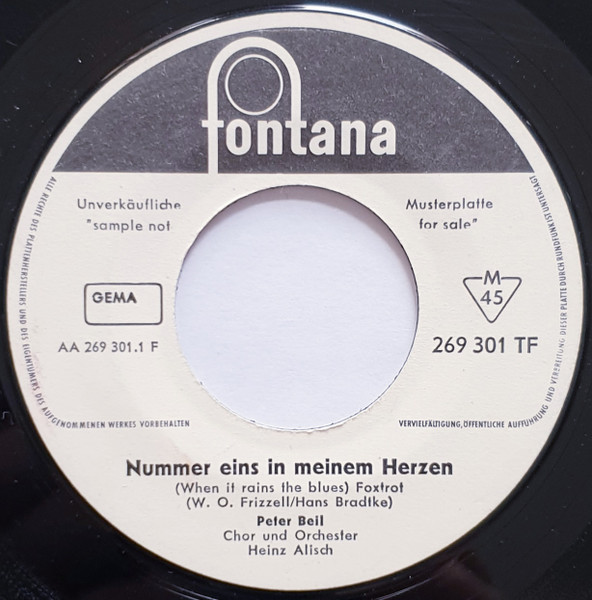 fontana
Unverkäufliche Musterplatte
"sample not for sale"
GEMA
M
45
AA 269 301.1 F
269 301 TF
ALLE RECHTE DES PLATTENHERSTELLERS UND DES EIGENTÜMERS DES AUFGENOMMENEN WERKES VORBEHALTEN
VERVIELFÄLTIGUNG, ÖFFENTLICHE AUFFÜHRUNG UND VERBREITUNG DIESER PLATTE DURCH RUNDFUNK IST UNTERSAGT
Nummer eins in meinem Herzen
(When it rains the blues) Foxtrot
(W. O. Frizzell/Hans Bradtke)
Peter Beil
Chor und Orchester
Heinz Alisch